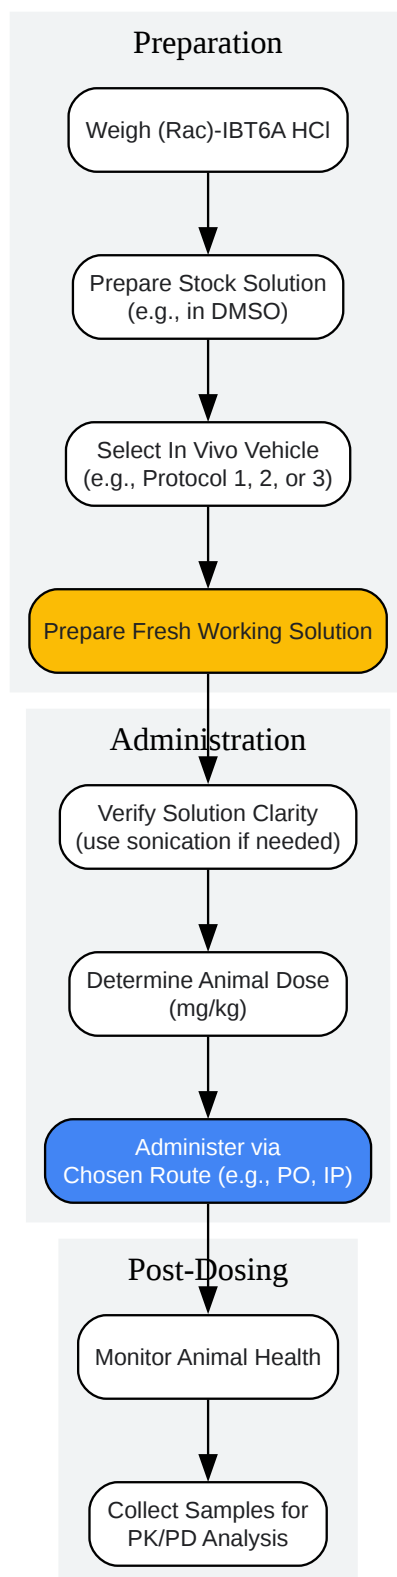 Preparation
Weigh (Rac)-IBT6A HCl
Prepare Stock Solution
(e.g., in DMSO)
Select In Vivo Vehicle
(e.g., Protocol 1, 2, or 3)
Prepare Fresh Working Solution
Administration
Verify Solution Clarity
(use sonication if needed)
Determine Animal Dose
(mg/kg)
Administer via
Chosen Route (e.g., PO, IP)
Post-Dosing
Monitor Animal Health
Collect Samples for
PK/PD Analysis